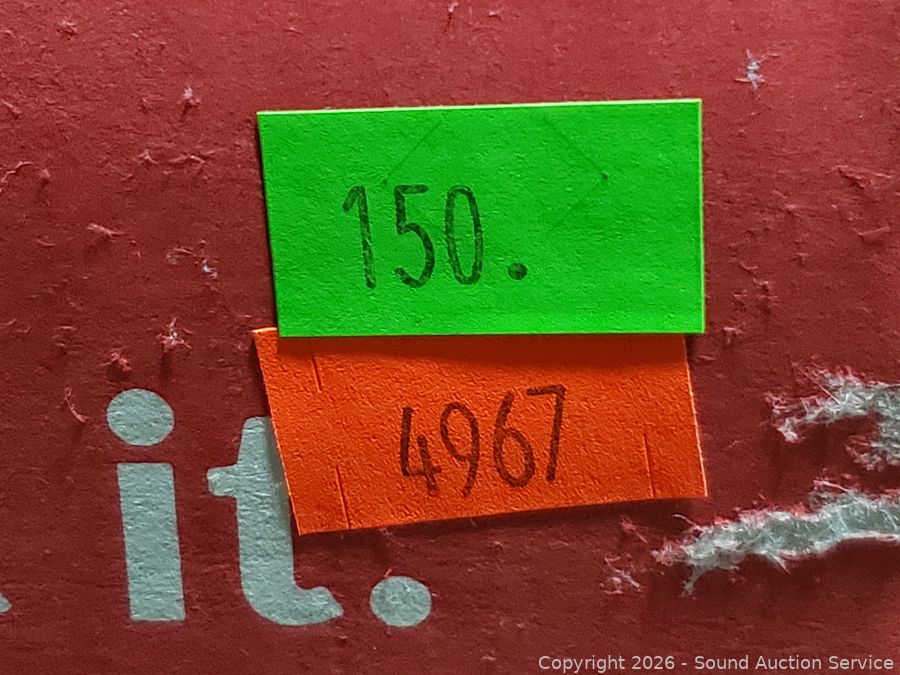 150.
4967
it.
Copyright 2026 - Sound Auction Service